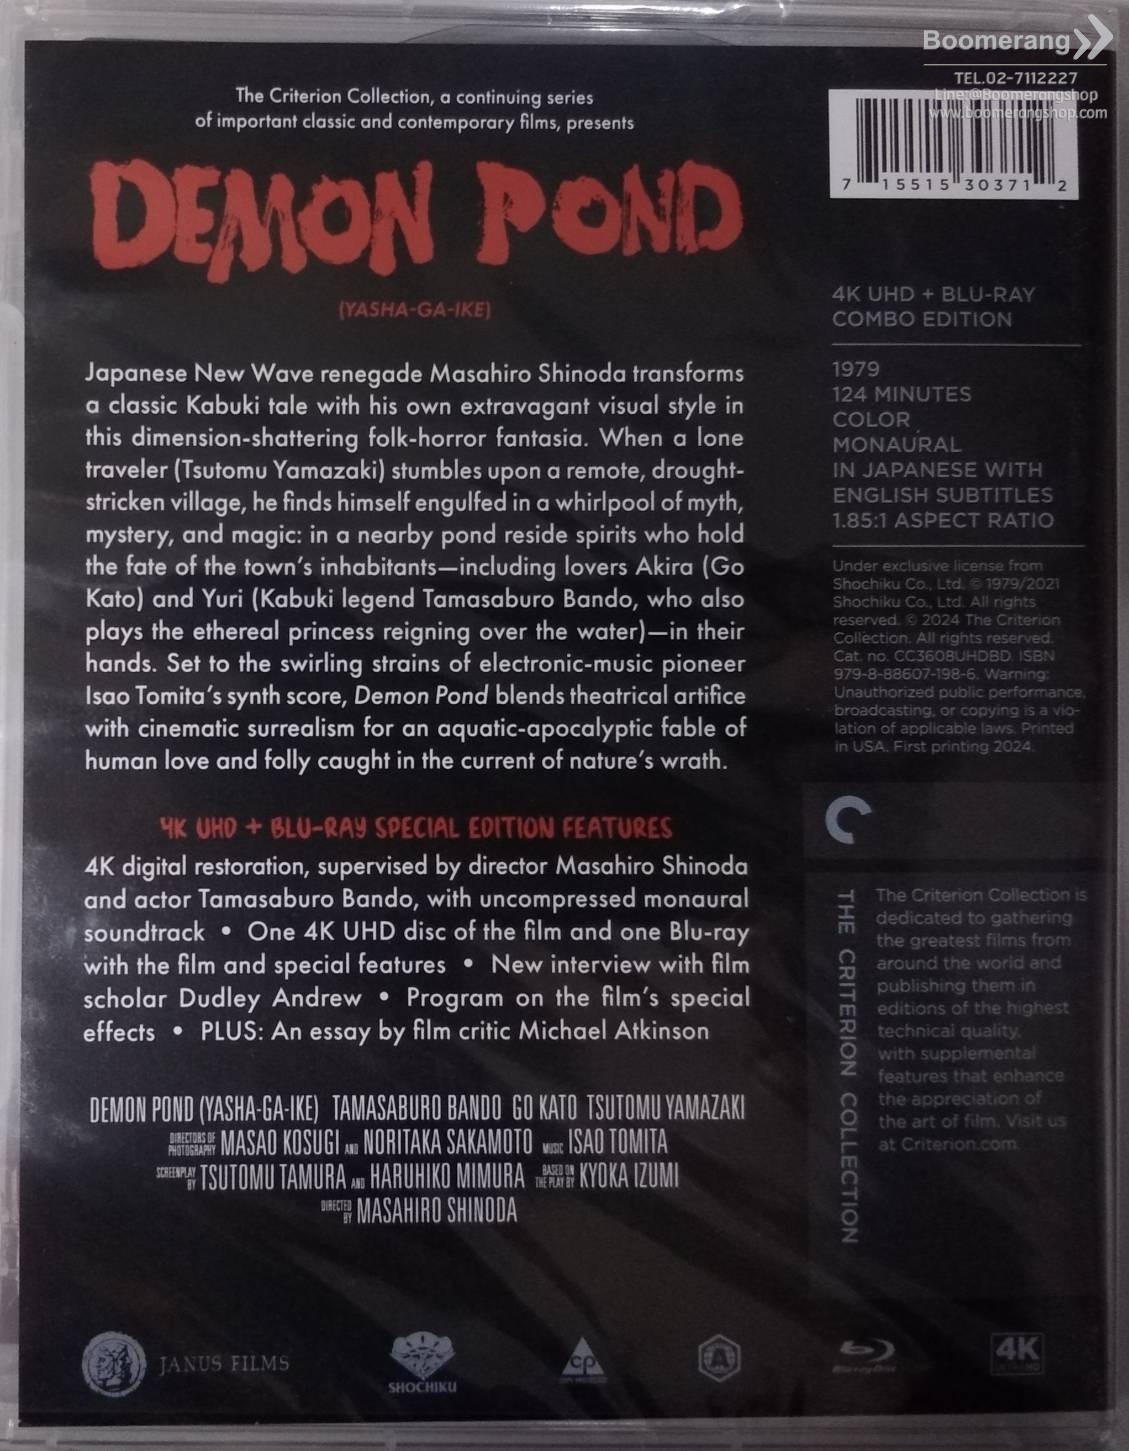 Boomerang
TEL.02-7112227
Line:@Boomerangshop
www.boomerangshop.com
The Criterion Collection, a continuing series
of important classic and contemporary films, presents
DEMON POND
(YASHA-GA-IKE)
Japanese New Wave renegade Masahiro Shinoda transforms
a classic Kabuki tale with his own extravagant visual style in
this dimension-shattering folk-horror fantasia. When a lone
traveler (Tsutomu Yamazaki) stumbles upon a remote, drought-
stricken village, he finds himself engulfed in a whirlpool of myth,
mystery, and magic: in a nearby pond reside spirits who hold
the fate of the town's inhabitants—including lovers Akira (Go
Kato) and Yuri (Kabuki legend Tamasaburo Bando, who also
plays the ethereal princess reigning over the water)—in their
hands. Set to the swirling strains of electronic-music pioneer
Isao Tomita's synth score, Demon Pond blends theatrical artifice
with cinematic surrealism for an aquatic-apocalyptic fable of
human love and folly caught in the current of nature's wrath.
4K UHD + BLU-RAY SPECIAL EDITION FEATURES
4K digital restoration, supervised by director Masahiro Shinoda
and actor Tamasaburo Bando, with uncompressed monaural
soundtrack • One 4K UHD disc of the film and one Blu-ray
with the film and special features • New interview with film
scholar Dudley Andrew • Program on the film's special
effects • PLUS: An essay by film critic Michael Atkinson
DEMON POND (YASHA-GA-IKE) TAMASABURO BANDO GO KATO TSUTOMU YAMAZAKI
DIRECTORS OF PHOTOGRAPHY MASAO KOSUGI AND NORITAKA SAKAMOTO MUSIC ISAO TOMITA
SCREENPLAY BY TSUTOMU TAMURA AND HARUHIKO MIMURA BASED ON THE PLAY BY KYOKA IZUMI
DIRECTED BY MASAHIRO SHINODA
7 15515 30371 2
4K UHD + BLU-RAY
COMBO EDITION
1979
124 MINUTES
COLOR
MONAURAL
IN JAPANESE WITH
ENGLISH SUBTITLES
1.85:1 ASPECT RATIO
Under exclusive license from
Shochiku Co., Ltd. © 1979/2021
Shochiku Co., Ltd. All rights
reserved. © 2024 The Criterion
Collection. All rights reserved.
Cat. no. CC3608UHDBD. ISBN
979-8-88607-198-6. Warning:
Unauthorized public performance,
broadcasting, or copying is a vio-
lation of applicable laws. Printed
in USA. First printing 2024.
THE CRITERION COLLECTION
The Criterion Collection is
dedicated to gathering
the greatest films from
around the world and
publishing them in
editions of the highest
technical quality,
with supplemental
features that enhance
the appreciation of
the art of film. Visit us
at Criterion.com.
JANUS FILMS
SHOCHIKU
cp
A
Blu-ray Disc
4K